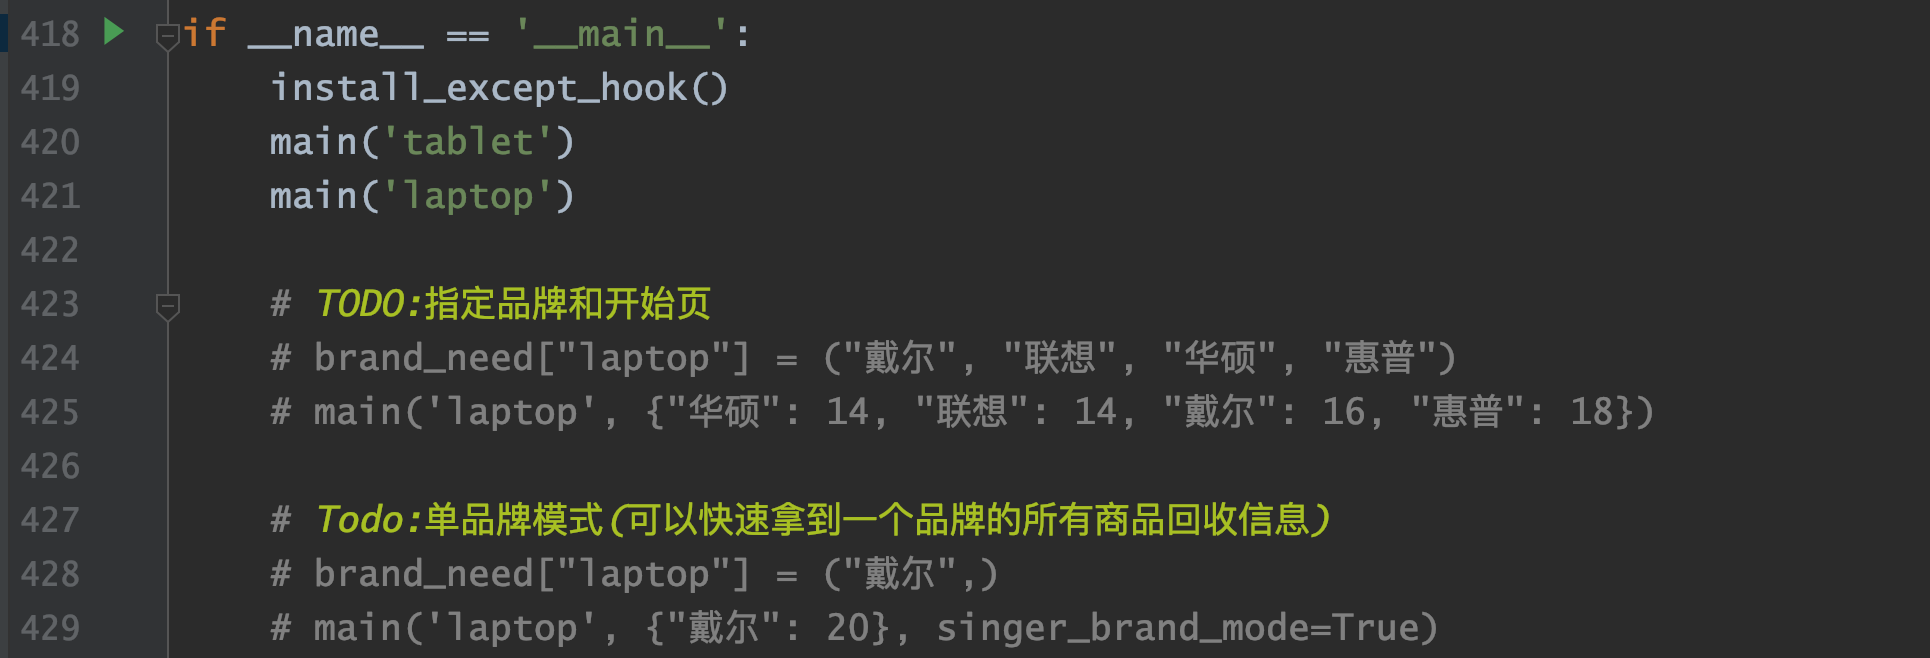 418 if __name__ == '__main__':
419 install_except_hook()
420 main('tablet')
421 main('laptop')
422
423 # TODO:指定品牌和开始页
424 # brand_need["laptop"] = ("戴尔", "联想", "华硕", "惠普")
425 # main('laptop', {"华硕": 14, "联想": 14, "戴尔": 16, "惠普": 18})
426
427 # Todo:单品牌模式(可以快速拿到一个品牌的所有商品回收信息)
428 # brand_need["laptop"] = ("戴尔",)
429 # main('laptop', {"戴尔": 20}, singer_brand_mode=True)